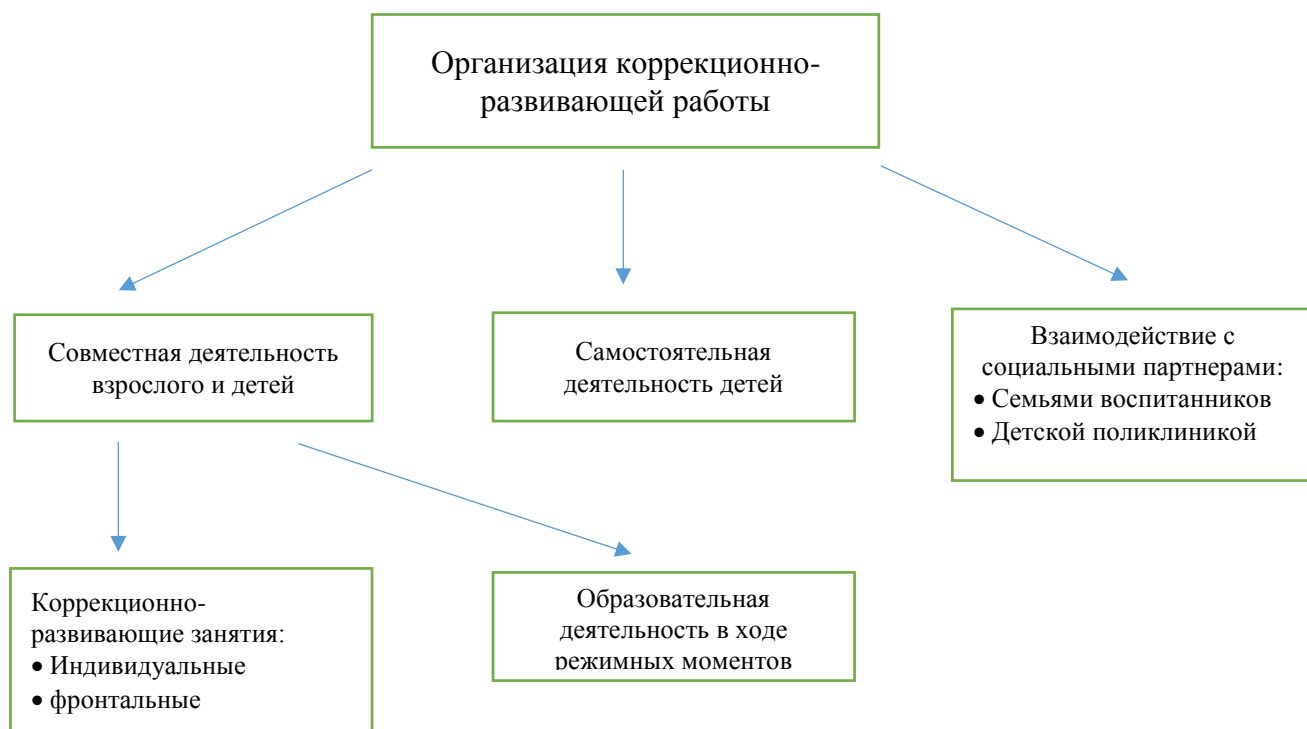 Организация коррекционно-
развивающей работы
Совместная деятельность
взрослого и детей
Самостоятельная
деятельность детей
Взаимодействие с
социальными партнерами:
• Семьями воспитанников
• Детской поликлиникой
Коррекционно-
развивающие занятия:
• Индивидуальные
• фронтальные
Образовательная
деятельность в ходе
режимных моментов